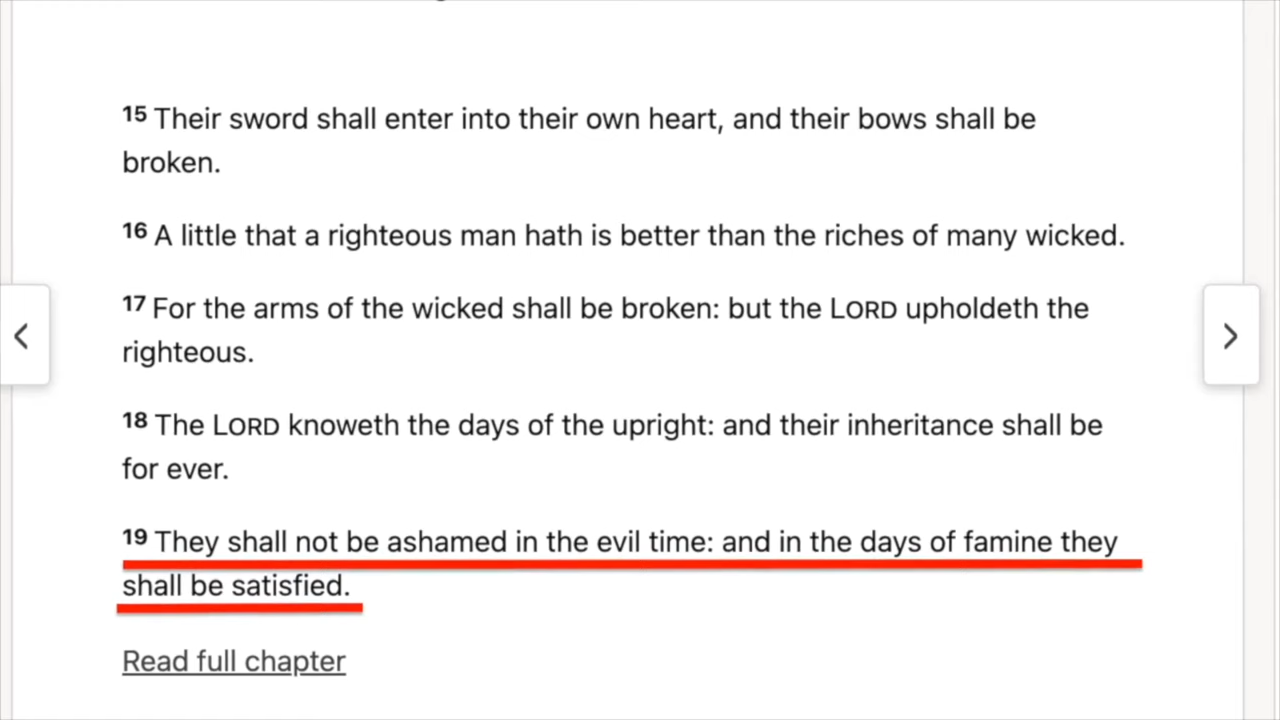 15 Their sword shall enter into their own heart, and their bows shall be
broken.
16 A little that a righteous man hath is better than the riches of many wicked.
17 For the arms of the wicked shall be broken: but the LORD upholdeth the
righteous.
18 The LORD knoweth the days of the upright: and their inheritance shall be
for ever.
19 They shall not be ashamed in the evil time: and in the days of famine they
shall be satisfied.
Read full chapter